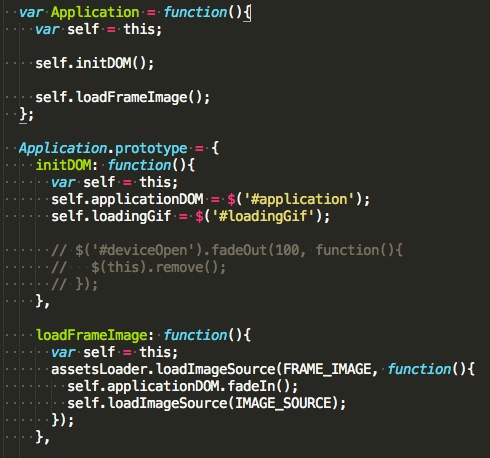 var Application = function(){
  var self = this;

  self.initDOM();

  self.loadFrameImage();
};

Application.prototype = {
  initDOM: function(){
    var self = this;
    self.applicationDOM = $('#application');
    self.loadingGif = $('#loadingGif');

    // $('#deviceOpen').fadeOut(100, function(){
    //   $(this).remove();
    // });
  },

  loadFrameImage: function(){
    var self = this;
    assetsLoader.loadImageSource(FRAME_IMAGE, function(){
      self.applicationDOM.fadeIn();
      self.loadImageSource(IMAGE_SOURCE);
    });
  },